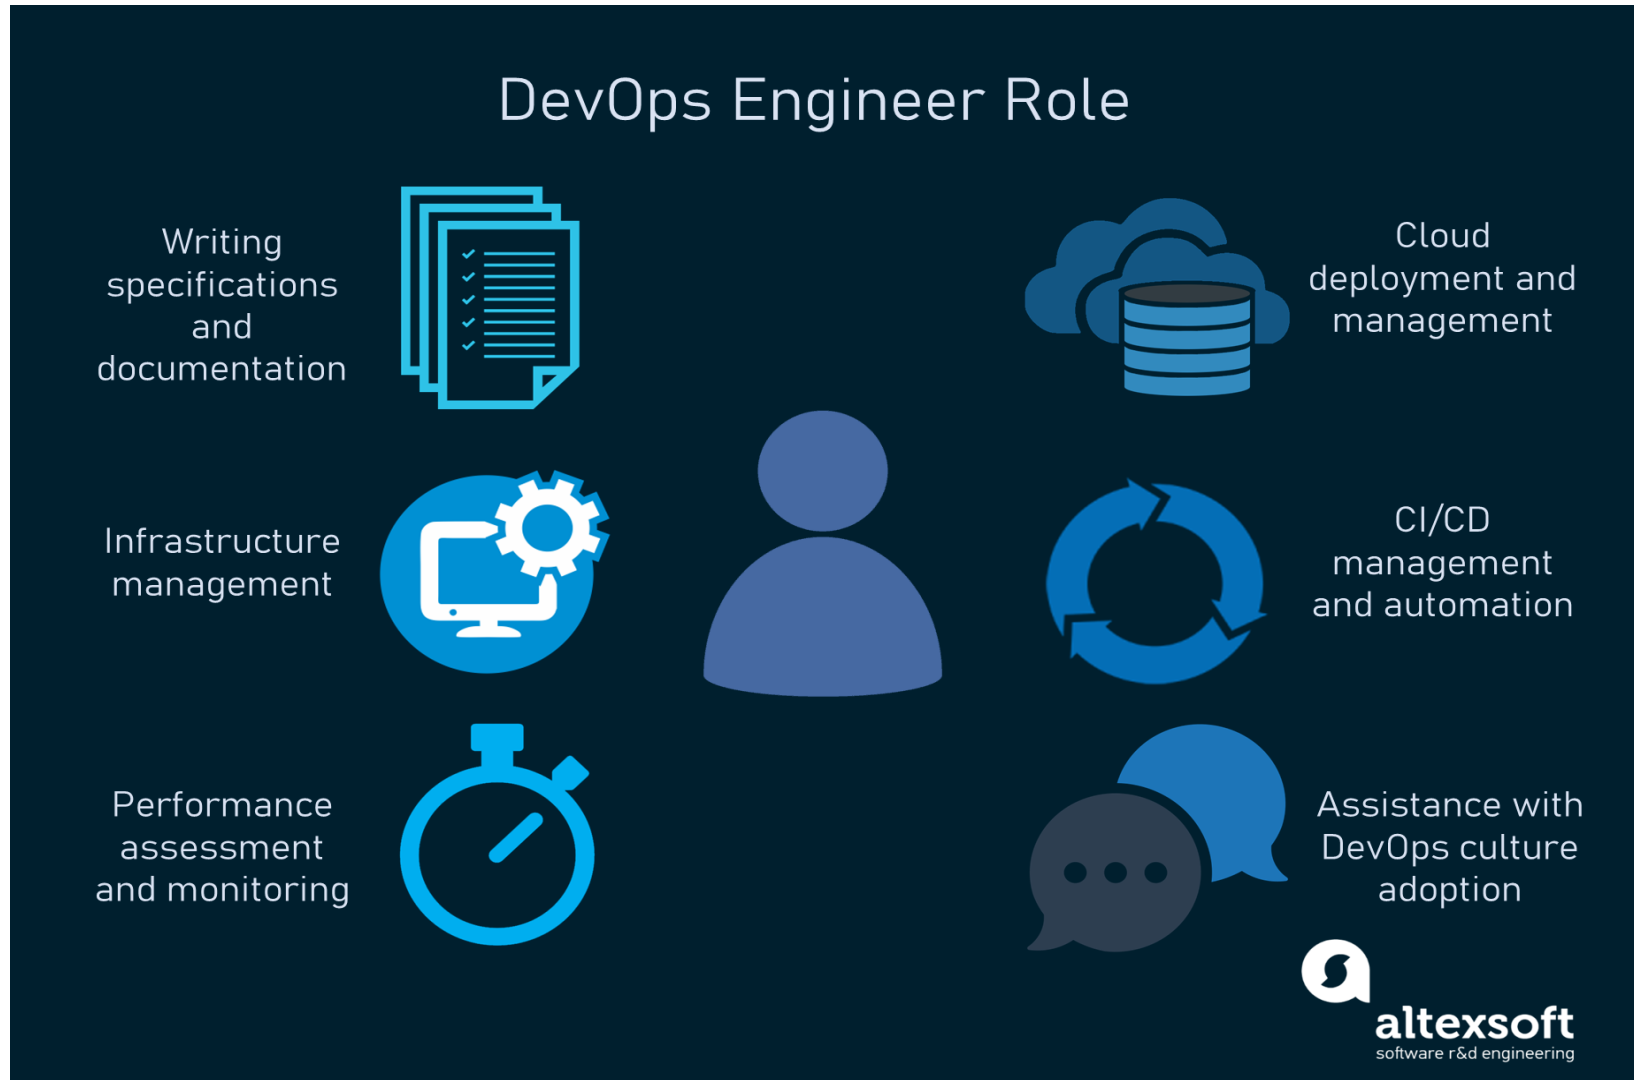 DevOps Engineer Role
Writing
specifications
and
documentation
Infrastructure
management
Performance
assessment
and monitoring
Cloud
deployment and
management
CI/CD
management
and automation
Assistance with
DevOps culture
adoption
altexsoft
software r&d engineering